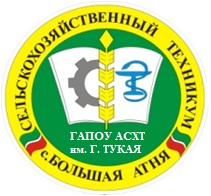 СЕЛЬСКОХОЗЯЙСТВЕННЫЙ ТЕХНИКУМ
ГАПОУ АСХТ
им. Г. ТУКАЯ
с.БОЛЬШАЯ АТНЯ